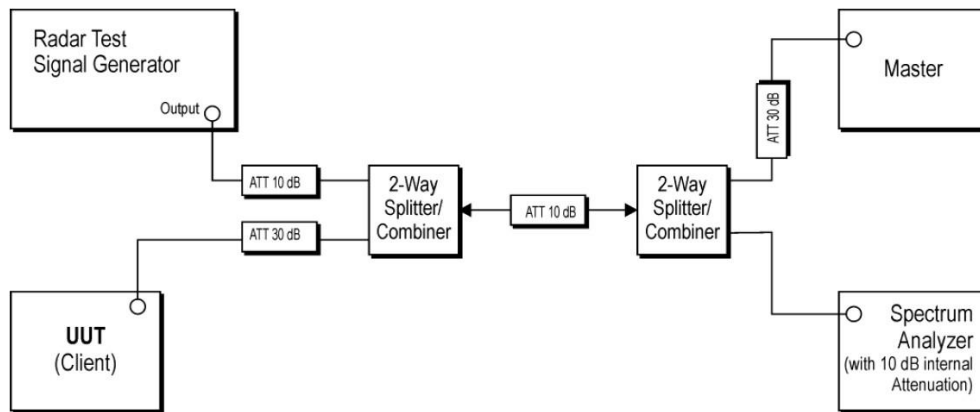 Radar Test
Signal Generator
Output
ATT 10 dB
2-Way
Splitter/
Combiner
ATT 30 dB
UUT
(Client)
ATT 10 dB
2-Way
Splitter/
Combiner
ATT 30 dB
Master
Spectrum
Analyzer
(with 10 dB internal
Attenuation)